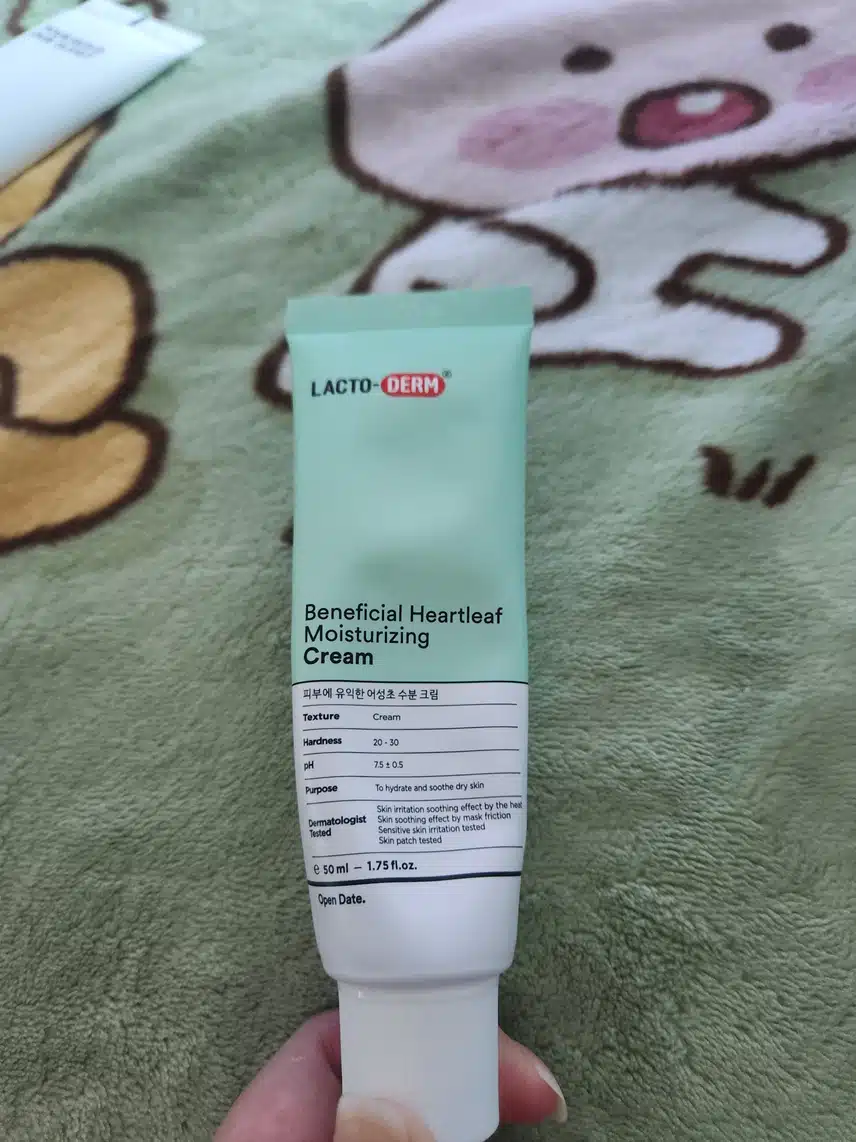 LACTO-DERM®
Beneficial Heartleaf
Moisturizing
Cream
피부에 유익한 어성초 수분 크림
Texture Cream
Hardness 20 - 30
pH 7.5 ± 0.5
Purpose To hydrate and soothe dry skin
Dermatologist Tested
Skin irritation soothing effect by the heat
Skin soothing effect by mask friction
Sensitive skin irritation tested
Skin patch tested
℮ 50 ml — 1.75 fl.oz.
Open Date.